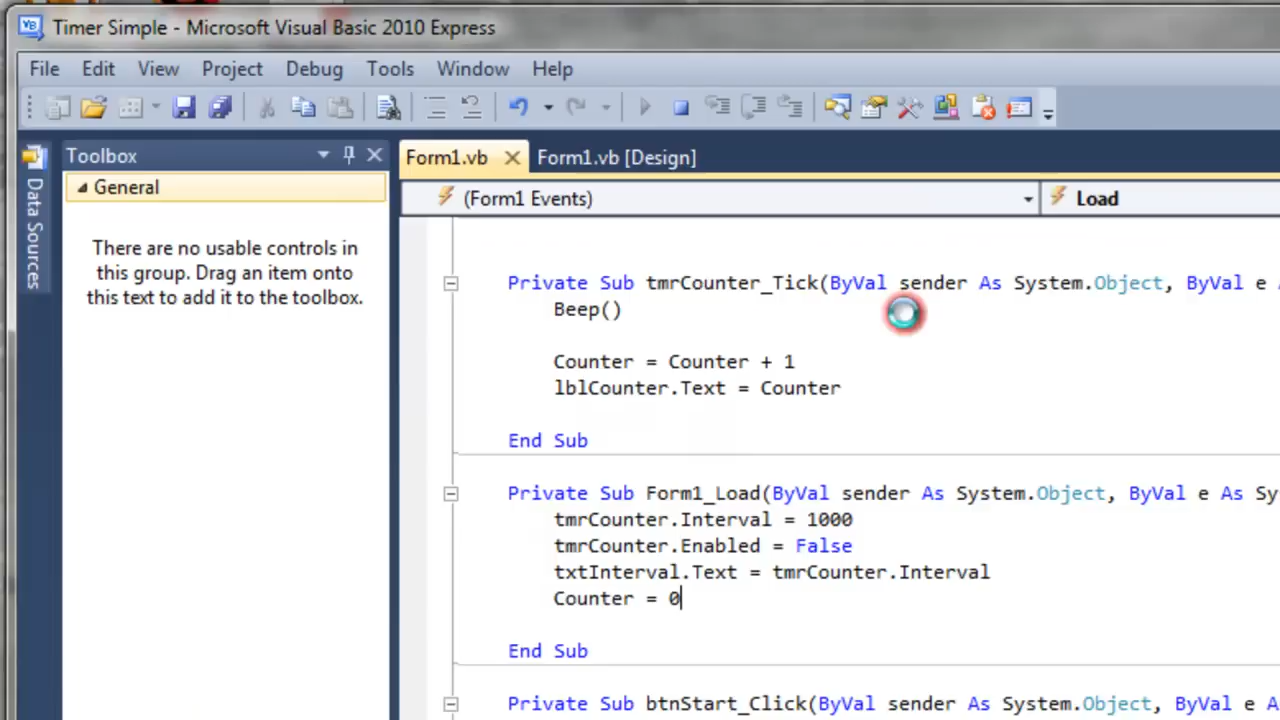 Timer Simple - Microsoft Visual Basic 2010 Express
File Edit View Project Debug Tools Window Help
Data Sources
Toolbox
General
There are no usable controls in
this group. Drag an item onto
this text to add it to the toolbox.
Form1.vb Form1.vb [Design]
(Form1 Events) Load
Private Sub tmrCounter_Tick(ByVal sender As System.Object, ByVal e
Beep()
Counter = Counter + 1
lblCounter.Text = Counter
End Sub
Private Sub Form1_Load(ByVal sender As System.Object, ByVal e As Sy
tmrCounter.Interval = 1000
tmrCounter.Enabled = False
txtInterval.Text = tmrCounter.Interval
Counter = 0
End Sub
Private Sub btnStart_Click(ByVal sender As System.Object, ByVal e A